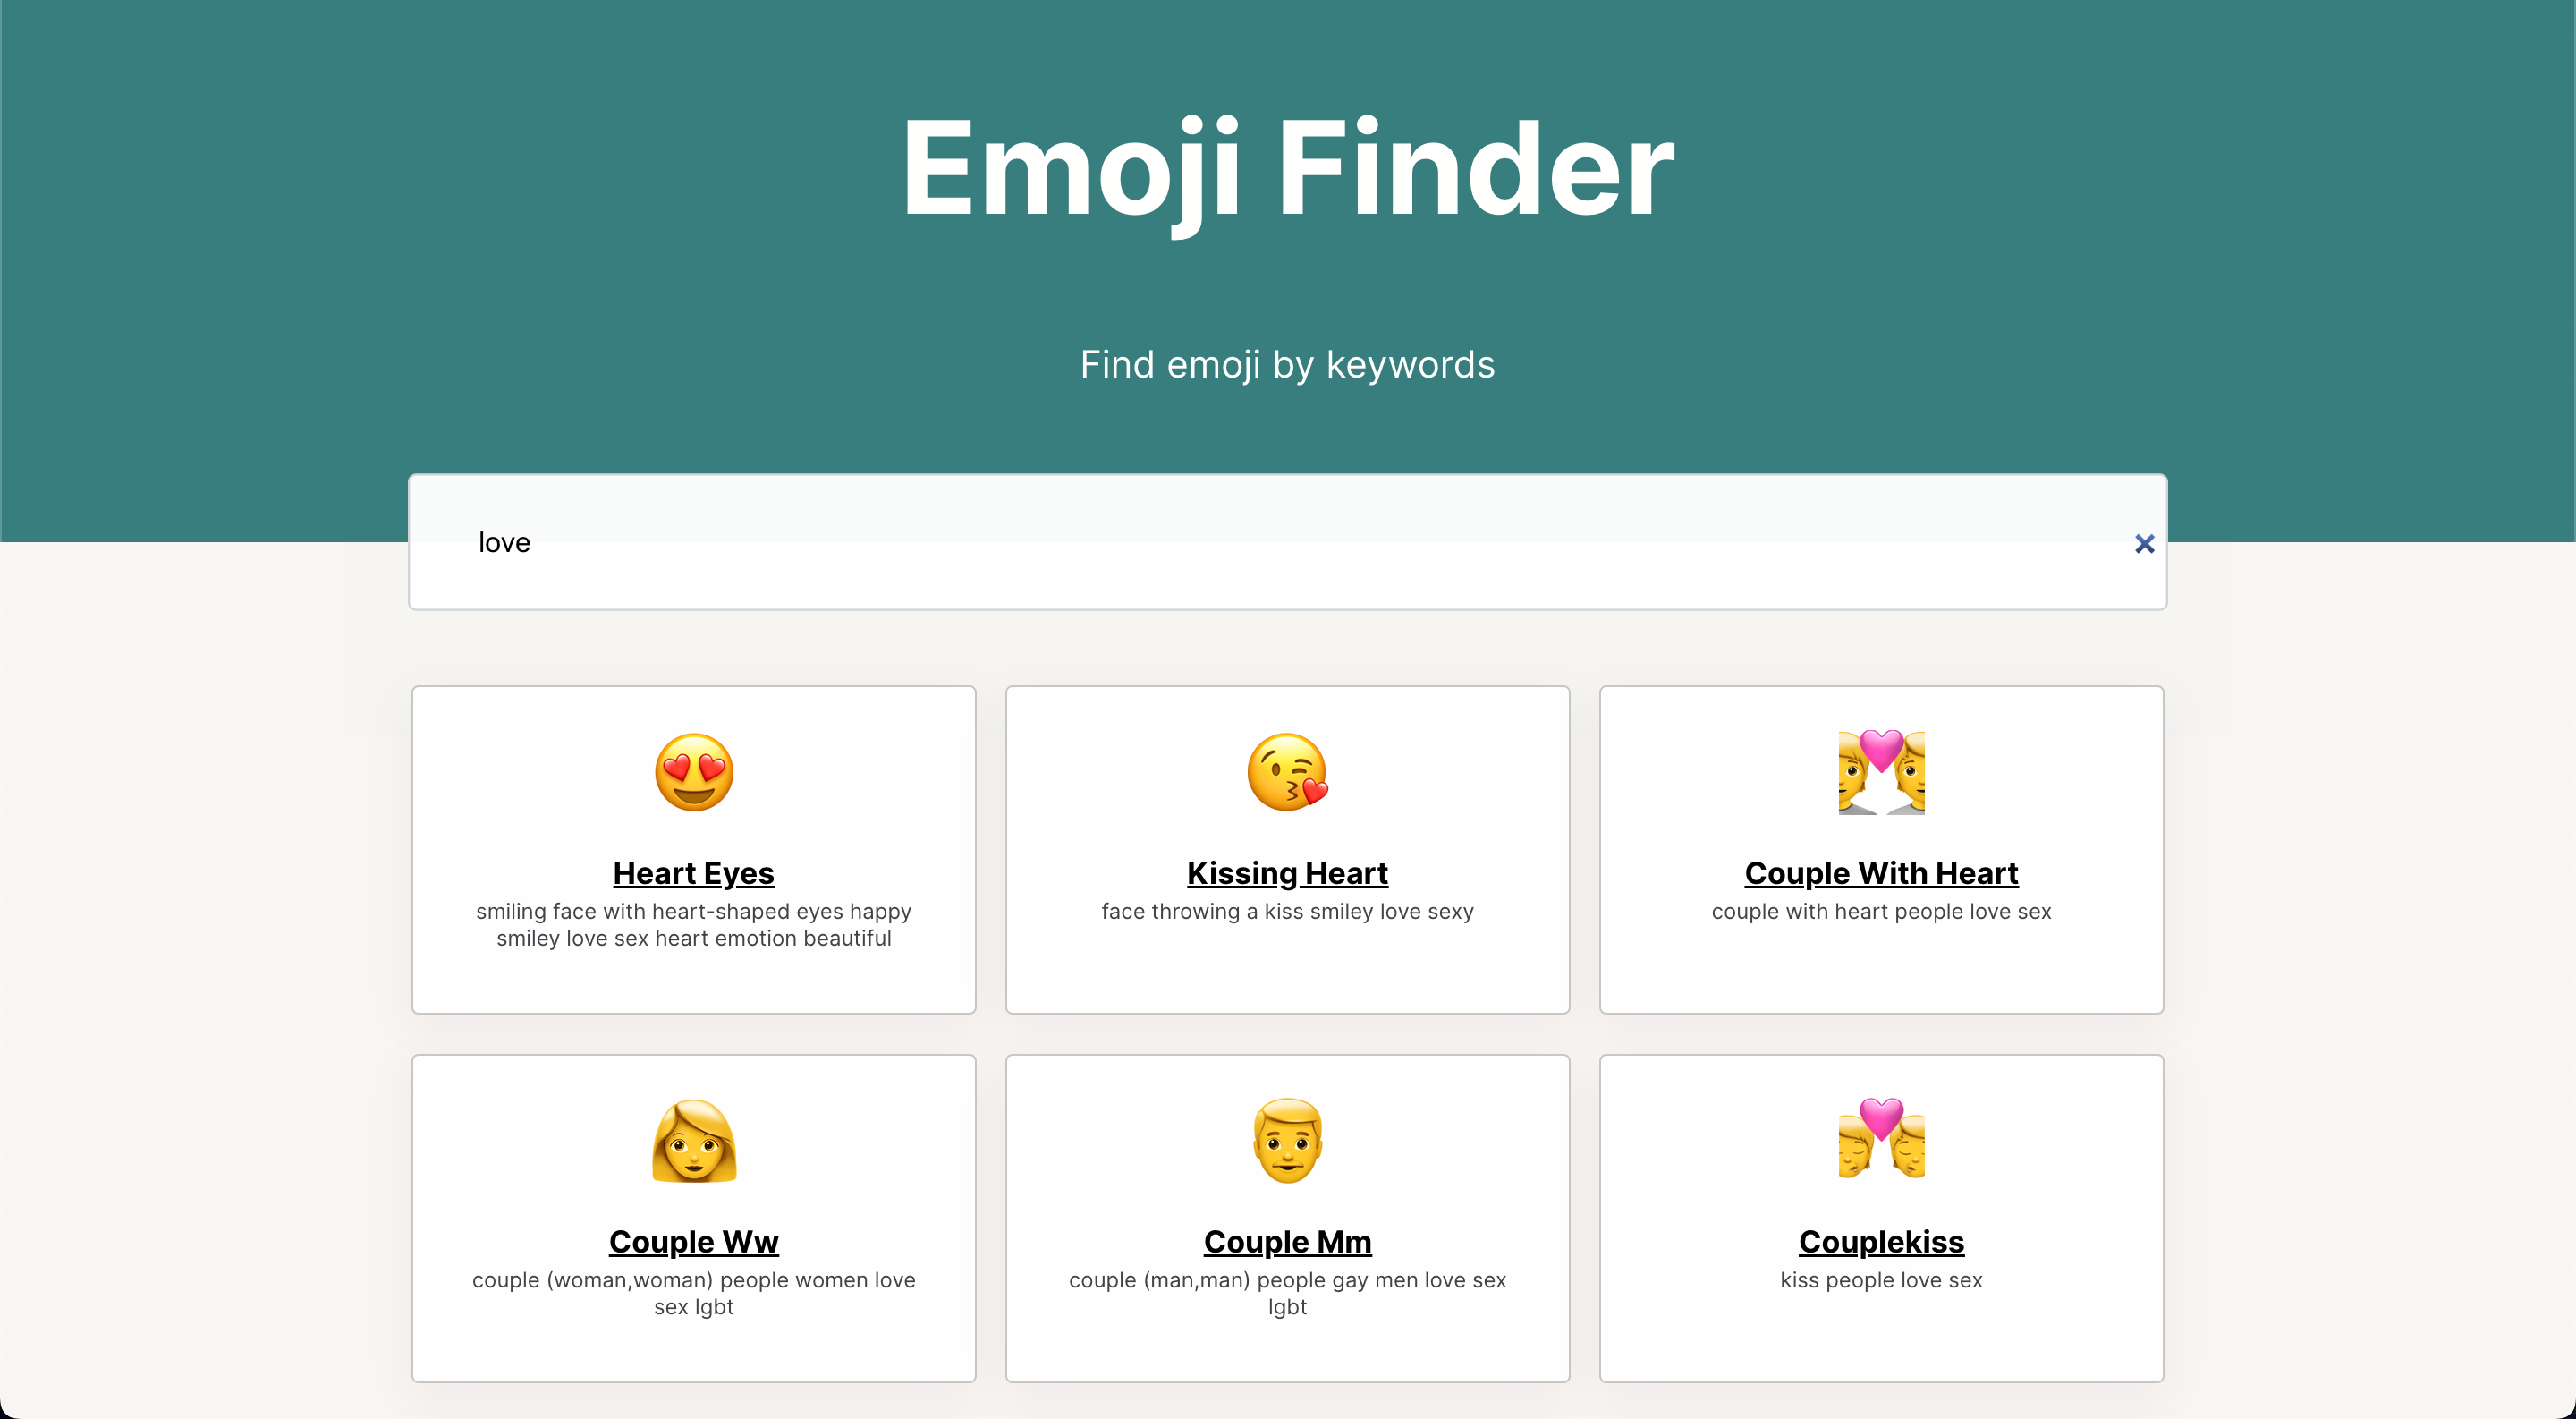 Emoji Finder
Find emoji by keywords
love
Heart Eyes
smiling face with heart-shaped eyes happy
smiley love sex heart emotion beautiful
Kissing Heart
face throwing a kiss smiley love sexy
Couple With Heart
couple with heart people love sex
Couple Ww
couple (woman,woman) people women love
sex lgbt
Couple Mm
couple (man,man) people gay men love sex
lgbt
Couplekiss
kiss people love sex